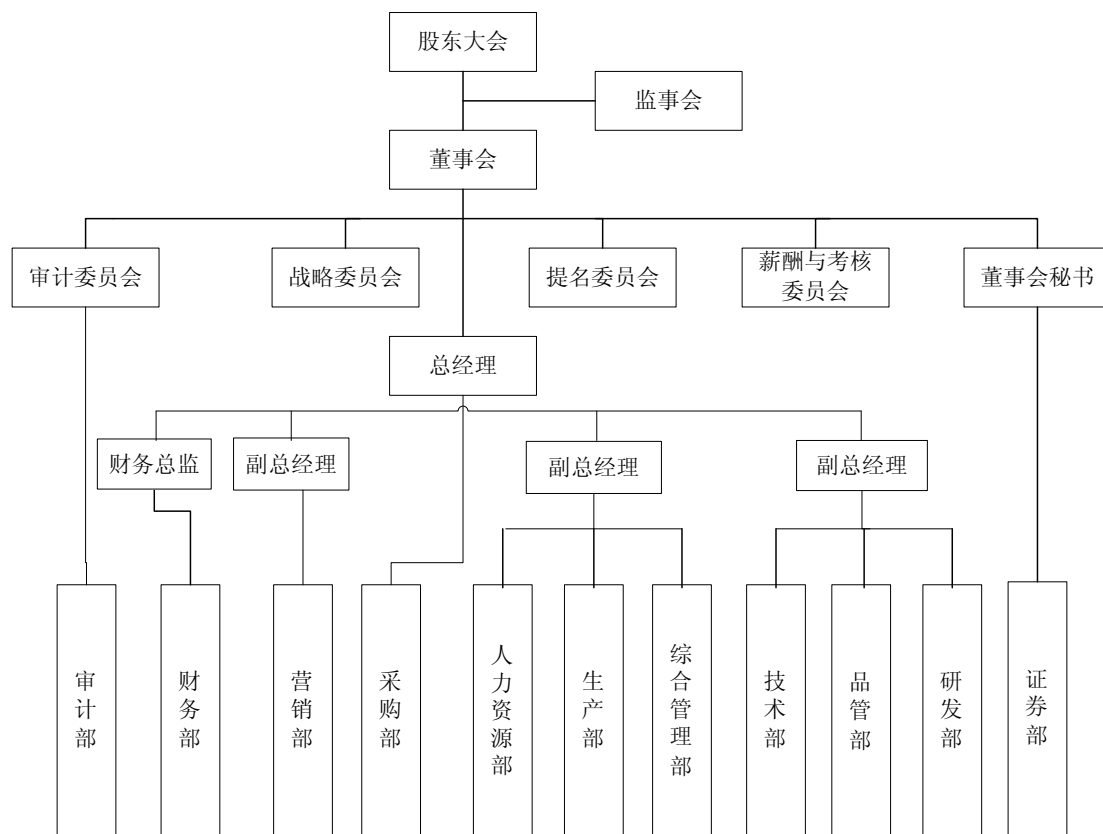 股东大会
监事会
董事会
审计委员会
战略委员会
提名委员会
薪酬与考核
委员会
董事会秘书
总经理
财务总监
副总经理
副总经理
副总经理
审计部
财务部
营销部
采购部
人力资源部
生产部
综合管理部
技术部
品管部
研发部
证券部